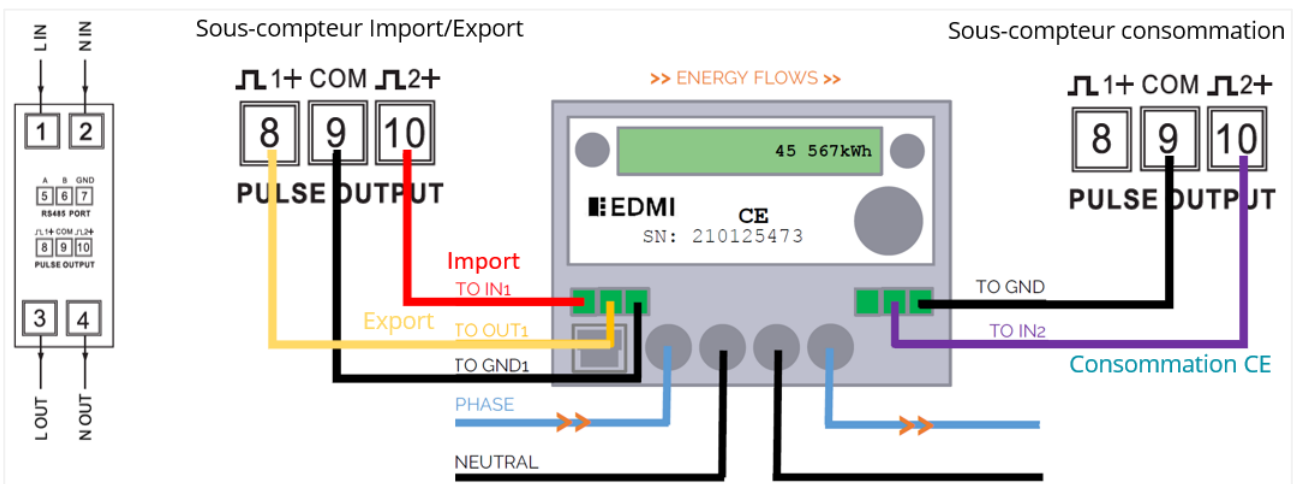 LIN
NIN
1
2
A B GND
5 6 7
RS485 PORT
1+ COM 2+
8 9 10
PULSE OUTPUT
3
4
L OUT
N OUT
Sous-compteur Import/Export
1+ COM 2+
8 9 10
PULSE OUTPUT
Import
TO IN1
Export
TO OUT1
TO GND1
PHASE
NEUTRAL
>> ENERGY FLOWS >>
45 567kWh
EDMI
CE
SN: 210125473
Sous-compteur consommation
1+ COM 2+
8 9 10
PULSE OUTPUT
TO GND
TO IN2
Consommation CE